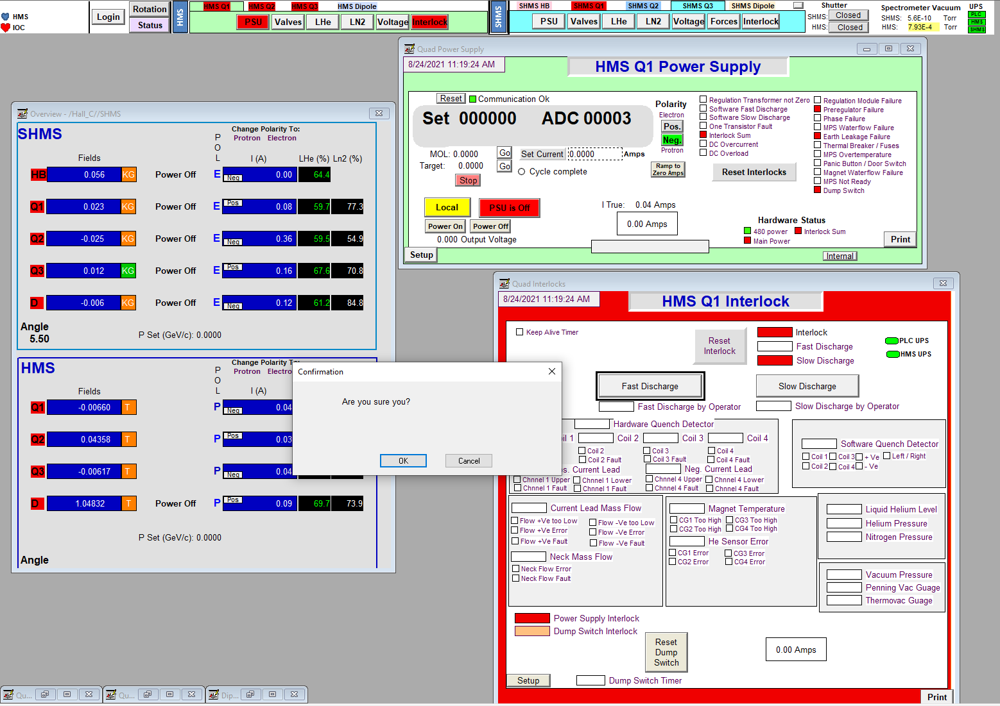 HMS
IOC
Login
Rotation
Status
HMS
HMS Q1
HMS Q2
HMS Q3
HMS Dipole
PSU
Valves
LHe
LN2
Voltage
Interlock
SHMS
SHMS HB
SHMS Q1
SHMS Q2
SHMS Q3
SHMS Dipole
PSU
Valves
LHe
LN2
Voltage
Forces
Interlock
Shutter
SHMS: Closed
HMS: Closed
Spectrometer Vacuum
SHMS: 5.6E-10 Torr
HMS: 7.93E-4 Torr
UPS
PLC
HMS
SHMS
Overview - /Hall_C//SHMS
SHMS
Change Polarity To:
Protron Electron
P
O
L
Fields
I (A) LHe (%) Ln2 (%)
HB 0.056 KG Power Off E Neg 0.00 64.4
Q1 0.023 KG Power Off E Pos 0.08 59.7 77.3
Q2 -0.025 KG Power Off E Neg 0.36 59.5 54.9
Q3 0.012 KG Power Off E Pos 0.16 67.6 70.8
D -0.006 KG Power Off E Neg 0.12 61.2 84.8
Angle
5.50
P Set (GeV/c): 0.0000
HMS
Change Polarity To
Protron Electro
P
O
L
Fields
I (A)
Q1 -0.00660 T P Neg 0.04
Q2 0.04358 T P Pos 0.03
Q3 -0.00617 T P Neg 0.04
D 1.04832 T Power Off P Pos 0.09 69.7 73.9
P Set (GeV/c): 0.0000
Angle
Quad Power Supply
8/24/2021 11:19:24 AM
HMS Q1 Power Supply
Reset
Communication Ok
Set 000000 ADC 00003
MOL: 0.0000 Go
Target: 0.0000 Go
Stop
Set Current 0.0000 Amps
Cycle complete
Local
PSU is Off
Power On
Power Off
0.000 Output Voltage
Setup
Polarity
Electron
Pos.
Neg.
Protron
Ramp to
Zero Amps
Regulation Transformer not Zero
Software Fast Discharge
Software Slow Discharge
One Transistor Fault
Interlock Sum
DC Overcurrent
DC Overload
Reset Interlocks
Regulation Module Failure
Preregulator Failure
Phase Failure
MPS Waterflow Failure
Earth Leakage Failure
Thermal Breaker / Fuses
MPS Overtemperature
Panic Button / Door Switch
Magnet Waterflow Failure
MPS Not Ready
Dump Switch
I True: 0.04 Amps
0.00 Amps
Hardware Status
480 power
Interlock Sum
Main Power
Print
Internal
Quad Interlocks
8/24/2021 11:19:24 AM
HMS Q1 Interlock
Keep Alive Timer
Reset
Interlock
Interlock
Fast Discharge
Slow Discharge
PLC UPS
HMS UPS
Fast Discharge
Slow Discharge
Fast Discharge by Operator
Slow Discharge by Operator
Confirmation
Are you sure you?
OK
Cancel
Hardware Quench Detector
il 1
Coil 2
Coil 3
Coil 4
Coil 2
Coil 2 Fault
Coil 3
Coil 3 Fault
Coil 4
Coil 4 Fault
s. Current Lead
Neg. Current Lead
Chnnel 1 Upper
Chnnel 1 Lower
Chnnel 1 Fault
Chnnel 1 Fault
Chnnel 4 Upper
Chnnel 4 Lower
Chnnel 4 Fault
Chnnel 4 Fault
Software Quench Detector
Coil 1 Coil 3 + Ve Left / Right
Coil 2 Coil 4 - Ve
Current Lead Mass Flow
Flow +Ve too Low
Flow -Ve too Low
Flow +Ve Error
Flow -Ve Error
Flow +Ve Fault
Flow -Ve Fault
Neck Mass Flow
Neck Flow Error
Neck Flow Fault
Magnet Temperature
CG1 Too High
CG3 Too High
CG2 Too High
CG4 Too High
He Sensor Error
CG1 Error
CG3 Error
CG2 Error
CG4 Error
Liquid Helium Level
Helium Pressure
Nitrogen Pressure
Vacuum Pressure
Penning Vac Guage
Thermovac Guage
Power Supply Interlock
Dump Switch Interlock
Reset
Dump
Switch
0.00 Amps
Setup
Dump Switch Timer
Print
Qu...
Qu...
Dip...